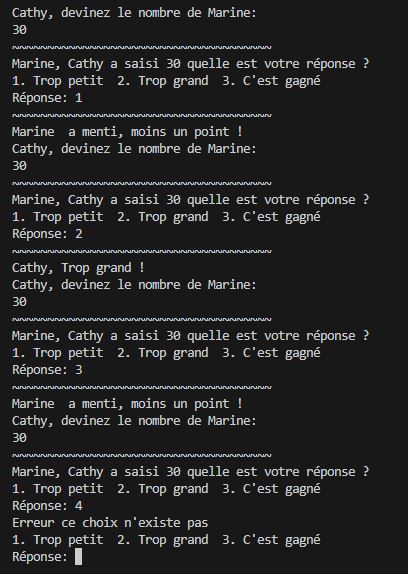 Cathy, devinez le nombre de Marine:
30
~~~~~~~~~~~~~~~~~~~~~~~~~~~~~~~~~~~~~
Marine, Cathy a saisi 30 quelle est votre réponse ?
1. Trop petit  2. Trop grand  3. C'est gagné
Réponse: 1
~~~~~~~~~~~~~~~~~~~~~~~~~~~~~~~~~~~~~
Marine  a menti, moins un point !
Cathy, devinez le nombre de Marine:
30
~~~~~~~~~~~~~~~~~~~~~~~~~~~~~~~~~~~~~
Marine, Cathy a saisi 30 quelle est votre réponse ?
1. Trop petit  2. Trop grand  3. C'est gagné
Réponse: 2
~~~~~~~~~~~~~~~~~~~~~~~~~~~~~~~~~~~~~
Cathy, Trop grand !
Cathy, devinez le nombre de Marine:
30
~~~~~~~~~~~~~~~~~~~~~~~~~~~~~~~~~~~~~
Marine, Cathy a saisi 30 quelle est votre réponse ?
1. Trop petit  2. Trop grand  3. C'est gagné
Réponse: 3
~~~~~~~~~~~~~~~~~~~~~~~~~~~~~~~~~~~~~
Marine  a menti, moins un point !
Cathy, devinez le nombre de Marine:
30
~~~~~~~~~~~~~~~~~~~~~~~~~~~~~~~~~~~~~
Marine, Cathy a saisi 30 quelle est votre réponse ?
1. Trop petit  2. Trop grand  3. C'est gagné
Réponse: 4
Erreur ce choix n'existe pas
1. Trop petit  2. Trop grand  3. C'est gagné
Réponse: